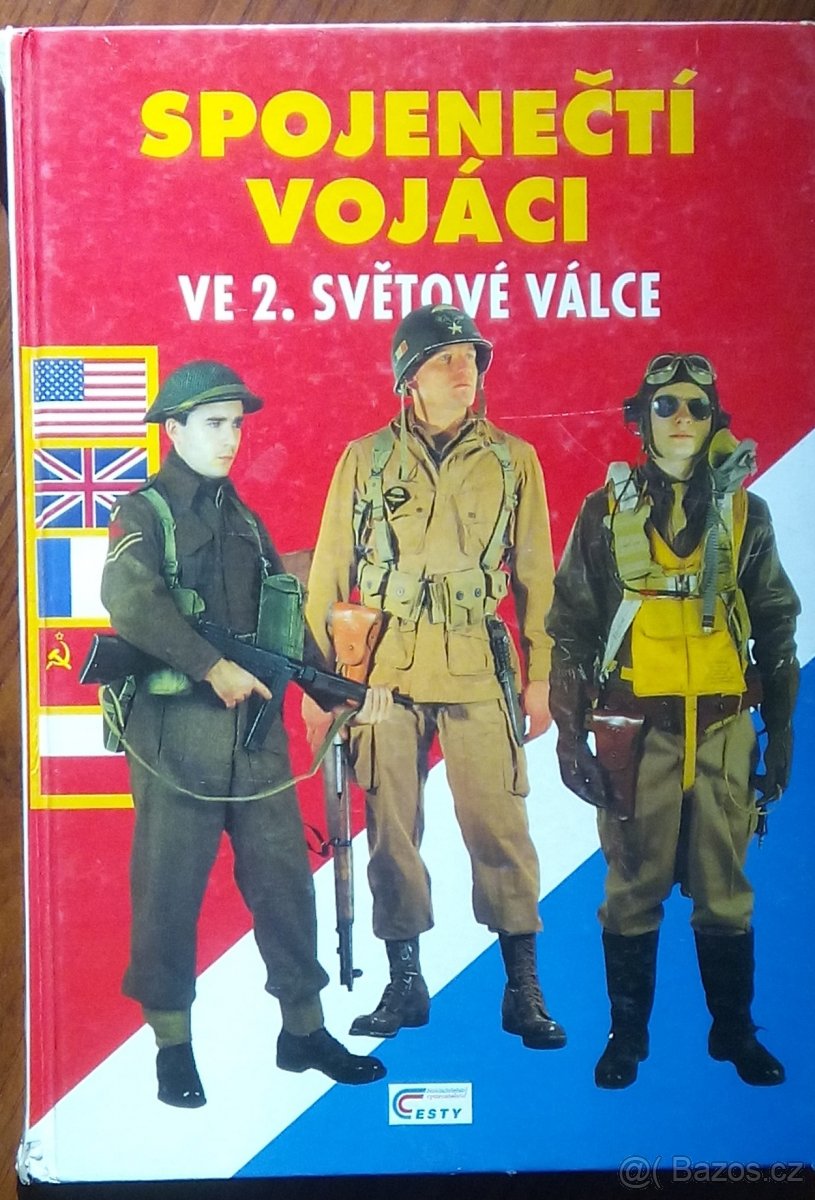 SPOJENEČTÍ
VOJÁCI
VE 2. SVĚTOVÉ VÁLCE
CESTY
@( Bazos.cz